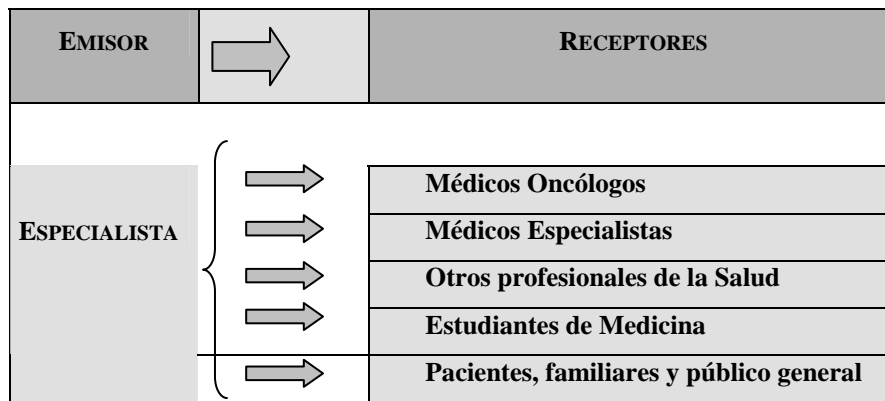 EMISOR
RECEPTORES
ESPECIALISTA
Médicos Oncólogos
Médicos Especialistas
Otros profesionales de la Salud
Estudiantes de Medicina
Pacientes, familiares y público general